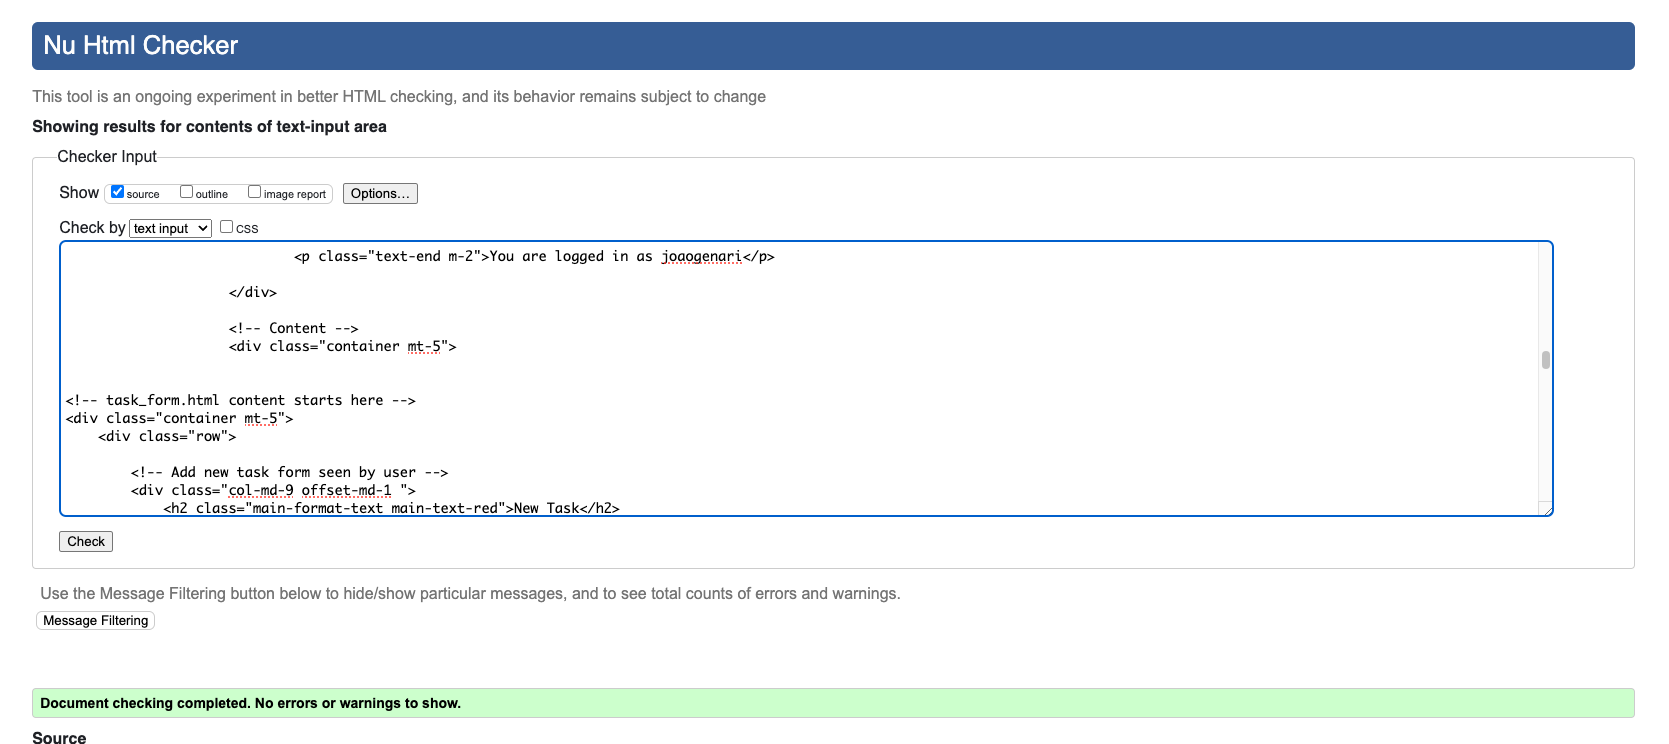 Nu Html Checker
This tool is an ongoing experiment in better HTML checking, and its behavior remains subject to change
Showing results for contents of text-input area
Checker Input
Show source outline image report Options...
Check by text input css
<p class="text-end m-2">You are logged in as joaogenari</p>
</div>
<!-- Content -->
<div class="container mt-5">
<!-- task_form.html content starts here -->
<div class="container mt-5">
<div class="row">
<!-- Add new task form seen by user -->
<div class="col-md-9 offset-md-1 ">
<h2 class="main-format-text main-text-red">New Task</h2>
Check
Use the Message Filtering button below to hide/show particular messages, and to see total counts of errors and warnings.
Message Filtering
Document checking completed. No errors or warnings to show.
Source